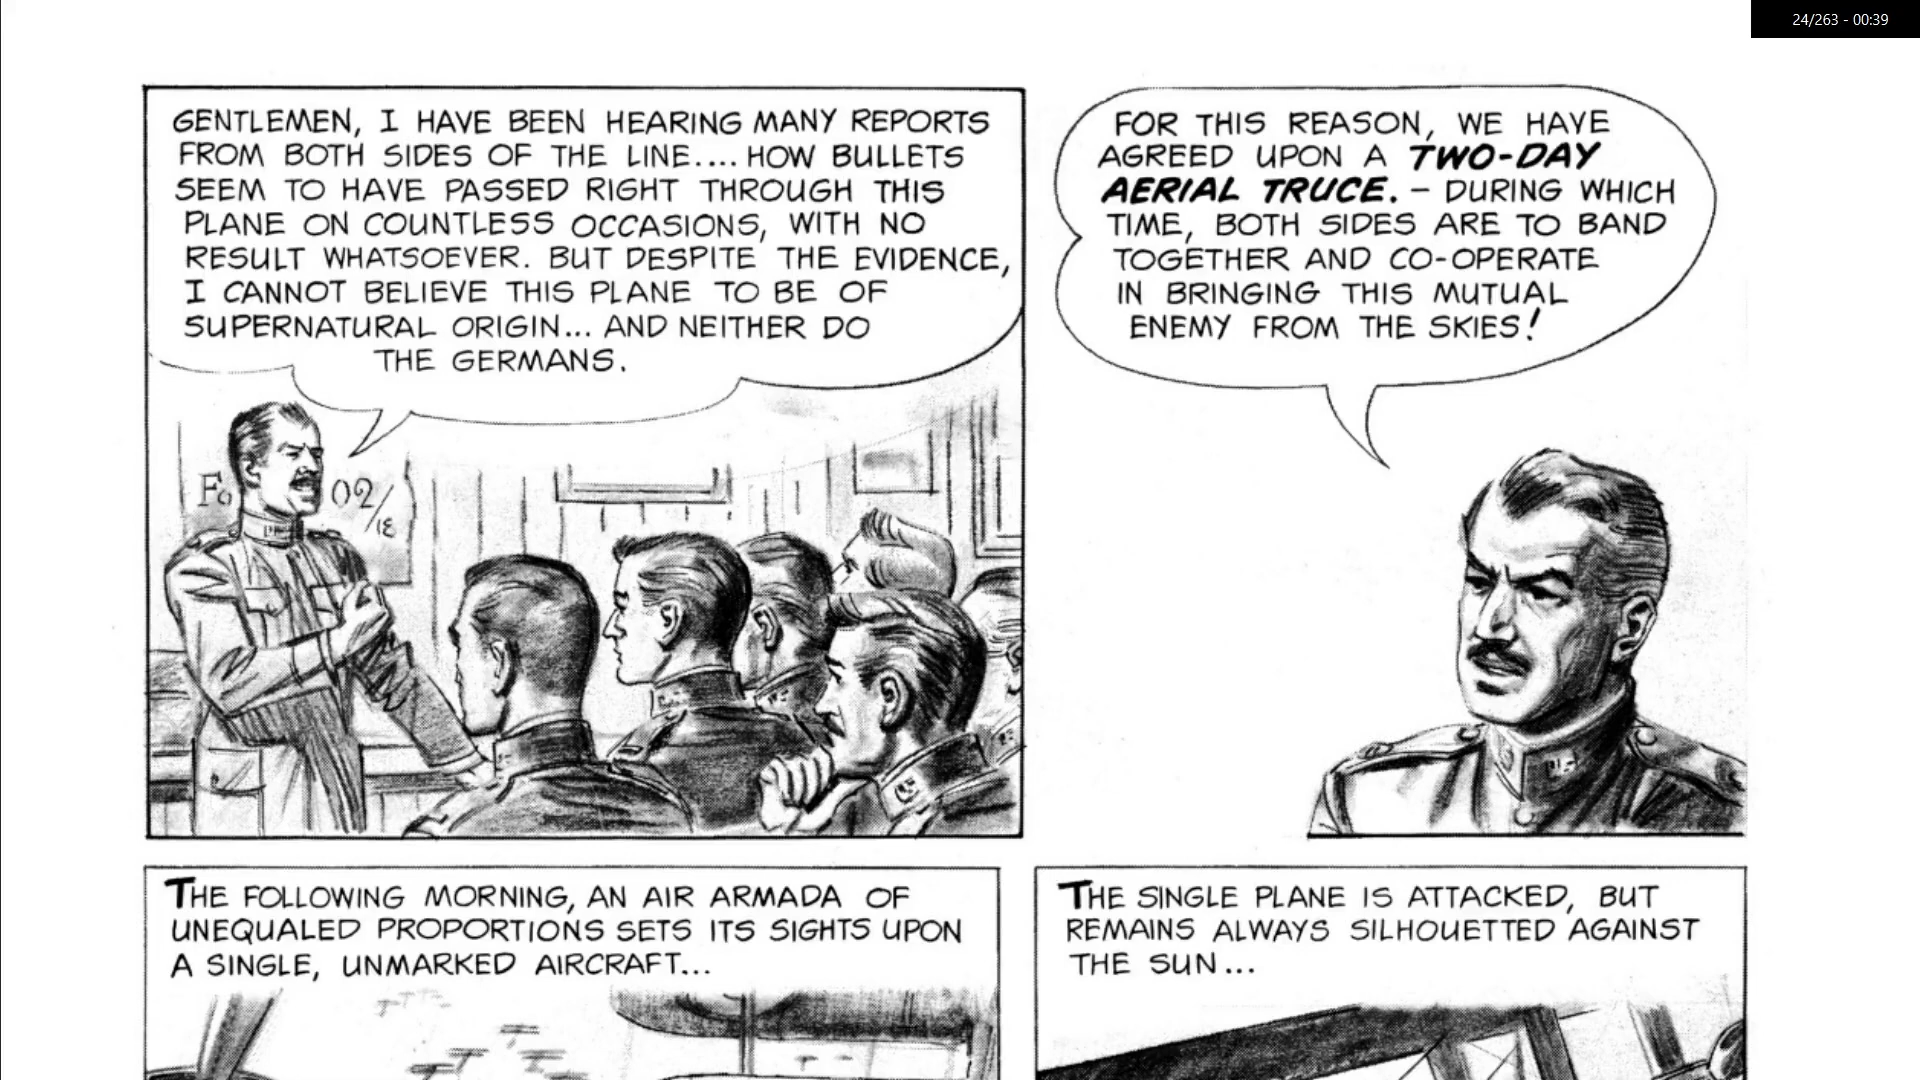 24/263 - 00:39
GENTLEMEN, I HAVE BEEN HEARING MANY REPORTS
FROM BOTH SIDES OF THE LINE.... HOW BULLETS
SEEM TO HAVE PASSED RIGHT THROUGH THIS
PLANE ON COUNTLESS OCCASIONS, WITH NO
RESULT WHATSOEVER. BUT DESPITE THE EVIDENCE,
I CANNOT BELIEVE THIS PLANE TO BE OF
SUPERNATURAL ORIGIN... AND NEITHER DO
THE GERMANS.
FOR THIS REASON, WE HAVE
AGREED UPON A TWO-DAY
AERIAL TRUCE. – DURING WHICH
TIME, BOTH SIDES ARE TO BAND
TOGETHER AND CO-OPERATE
IN BRINGING THIS MUTUAL
ENEMY FROM THE SKIES!
Fo 02/18
THE FOLLOWING MORNING, AN AIR ARMADA OF
UNEQUALED PROPORTIONS SETS ITS SIGHTS UPON
A SINGLE, UNMARKED AIRCRAFT...
THE SINGLE PLANE IS ATTACKED, BUT
REMAINS ALWAYS SILHOUETTED AGAINST
THE SUN...